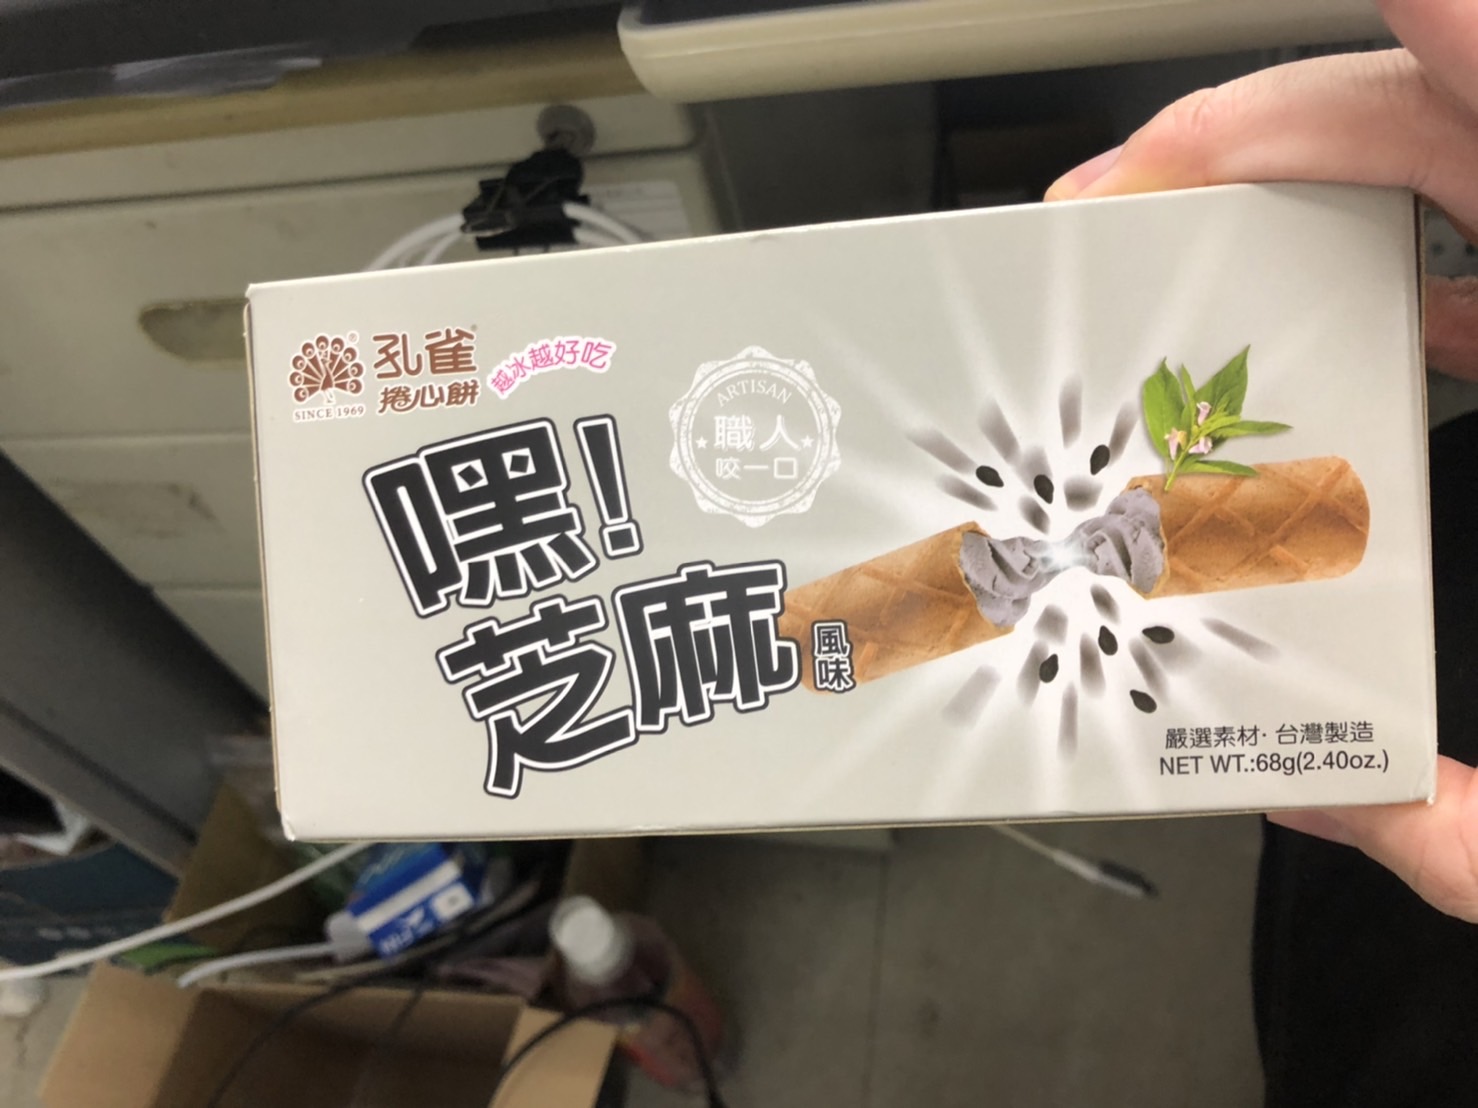 孔雀
捲心餅
SINCE 1969
越冰越好吃
嘿!
芝麻
風味
ARTISAN
職人
咬一口
嚴選素材·台灣製造
NET WT.:68g(2.40oz.)